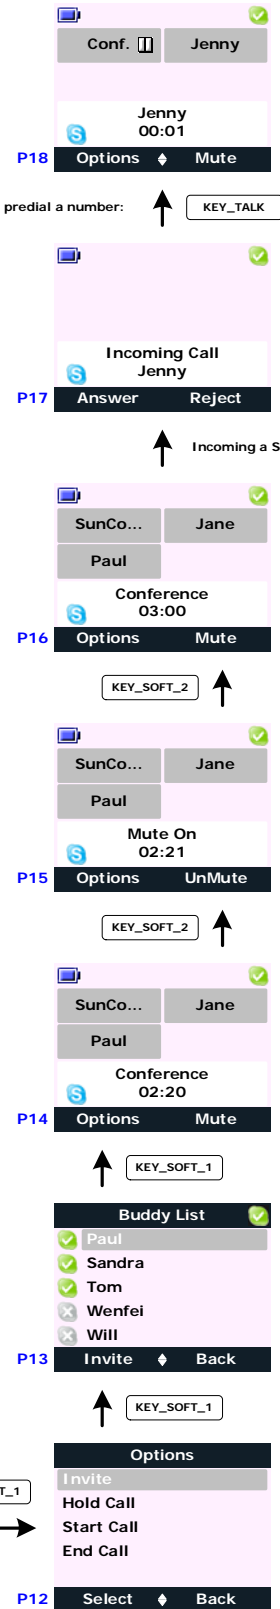 Conf. Jenny
Jenny
00:01
P18 Options Mute
predial a number: KEY_TALK
Incoming Call
Jenny
P17 Answer Reject
Incoming a S
SunCo... Jane
Paul
Conference
03:00
P16 Options Mute
KEY_SOFT_2
SunCo... Jane
Paul
Mute On
02:21
P15 Options UnMute
KEY_SOFT_2
SunCo... Jane
Paul
Conference
02:20
P14 Options Mute
KEY_SOFT_1
Buddy List
Paul
Sandra
Tom
Wenfei
Will
P13 Invite Back
KEY_SOFT_1
Options
Invite
T_1
Hold Call
Start Call
End Call
P12 Select Back